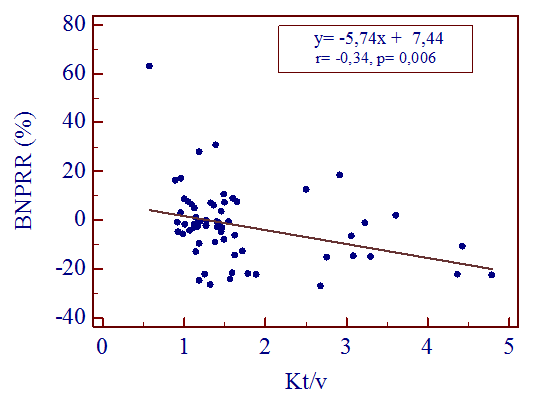 y= -5,74x + 7,44
r= -0,34, p= 0,006
80
60
40
20
0
-20
-40
BNPRR (%)
0 1 2 3 4 5
Kt/v